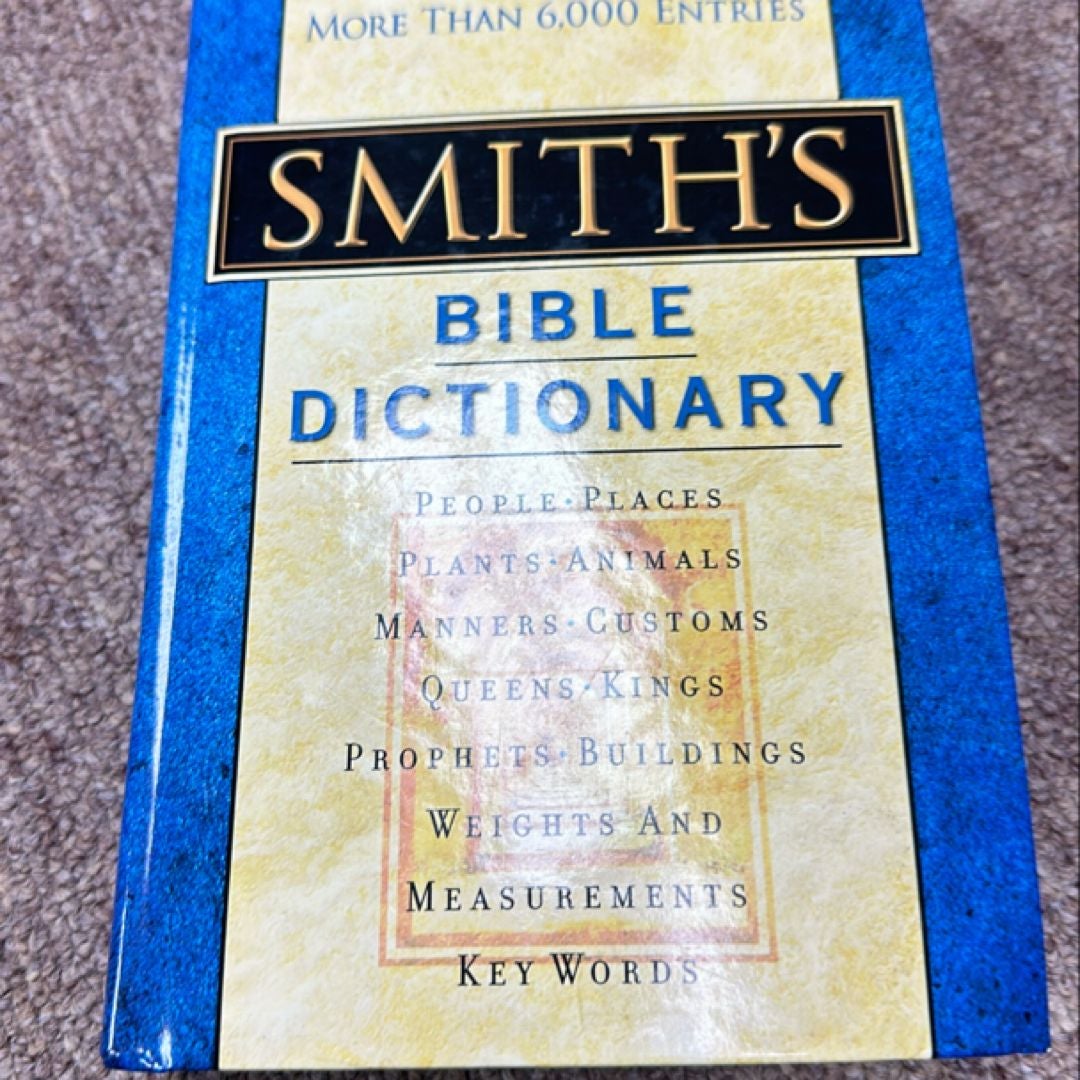 MORE THAN 6,000 ENTRIES
SMITH'S
BIBLE
DICTIONARY
PEOPLE · PLACES
PLANTS · ANIMALS
MANNERS · CUSTOMS
QUEENS · KINGS
PROPHETS · BUILDINGS
WEIGHTS AND
MEASUREMENTS
KEY WORDS